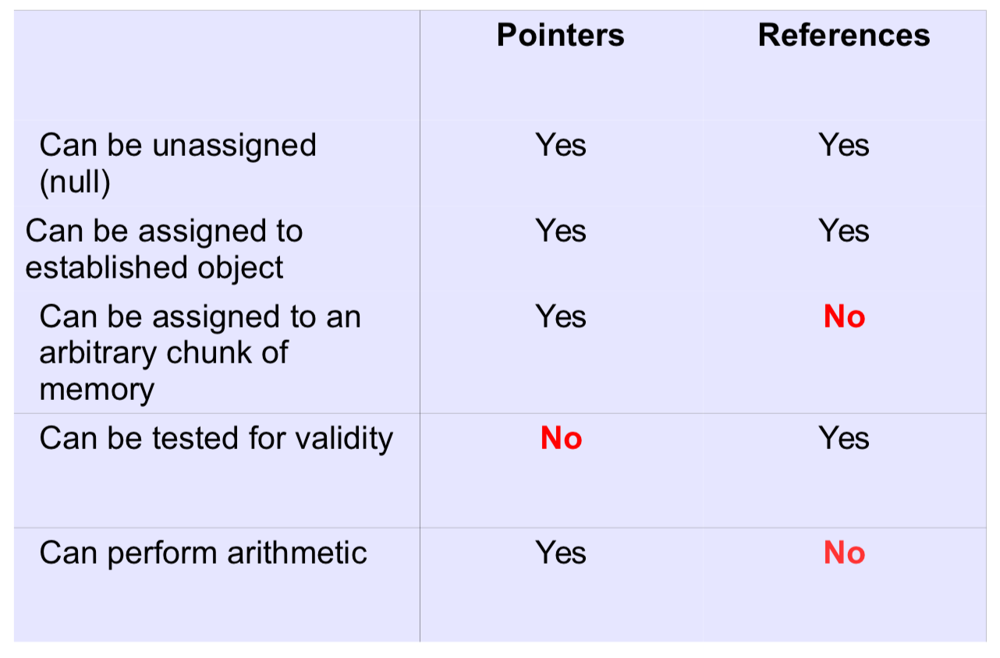 Pointers References
Can be unassigned
(null)
Yes Yes
Can be assigned to
established object
Yes Yes
Can be assigned to an
arbitrary chunk of
memory
Yes No
Can be tested for validity No Yes
Can perform arithmetic Yes No